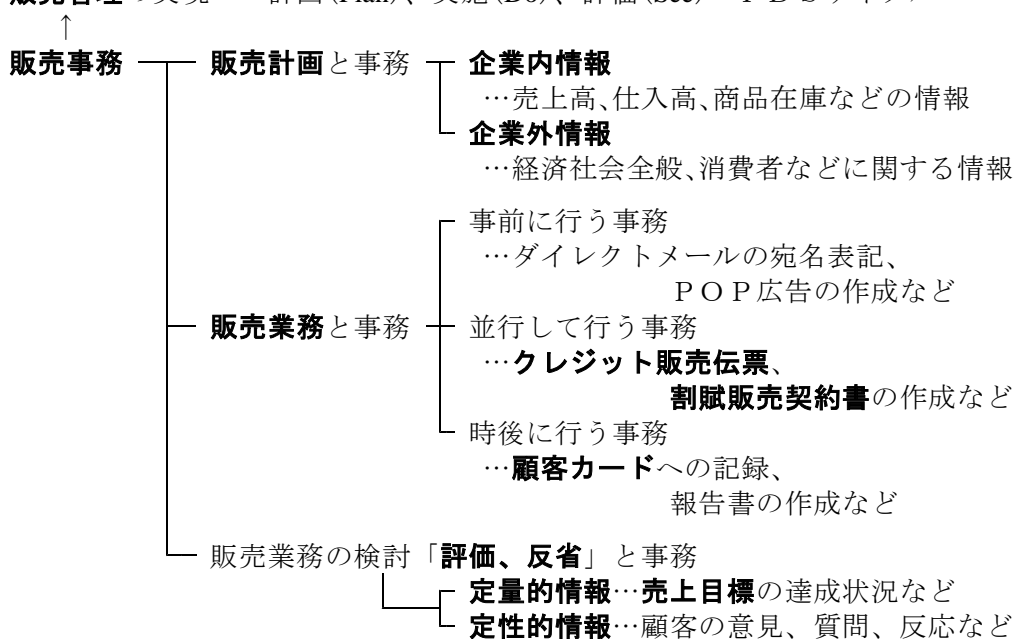 ↑
販売事務 販売計画と事務 企業内情報
…売上高、仕入高、商品在庫などの情報
企業外情報
…経済社会全般、消費者などに関する情報
事前に行う事務
…ダイレクトメールの宛名表記、
ＰＯＰ広告の作成など
販売業務と事務 並行して行う事務
…クレジット販売伝票、
割賦販売契約書の作成など
時後に行う事務
…顧客カードへの記録、
報告書の作成など
販売業務の検討「評価、反省」と事務
定量的情報…売上目標の達成状況など
定性的情報…顧客の意見、質問、反応など